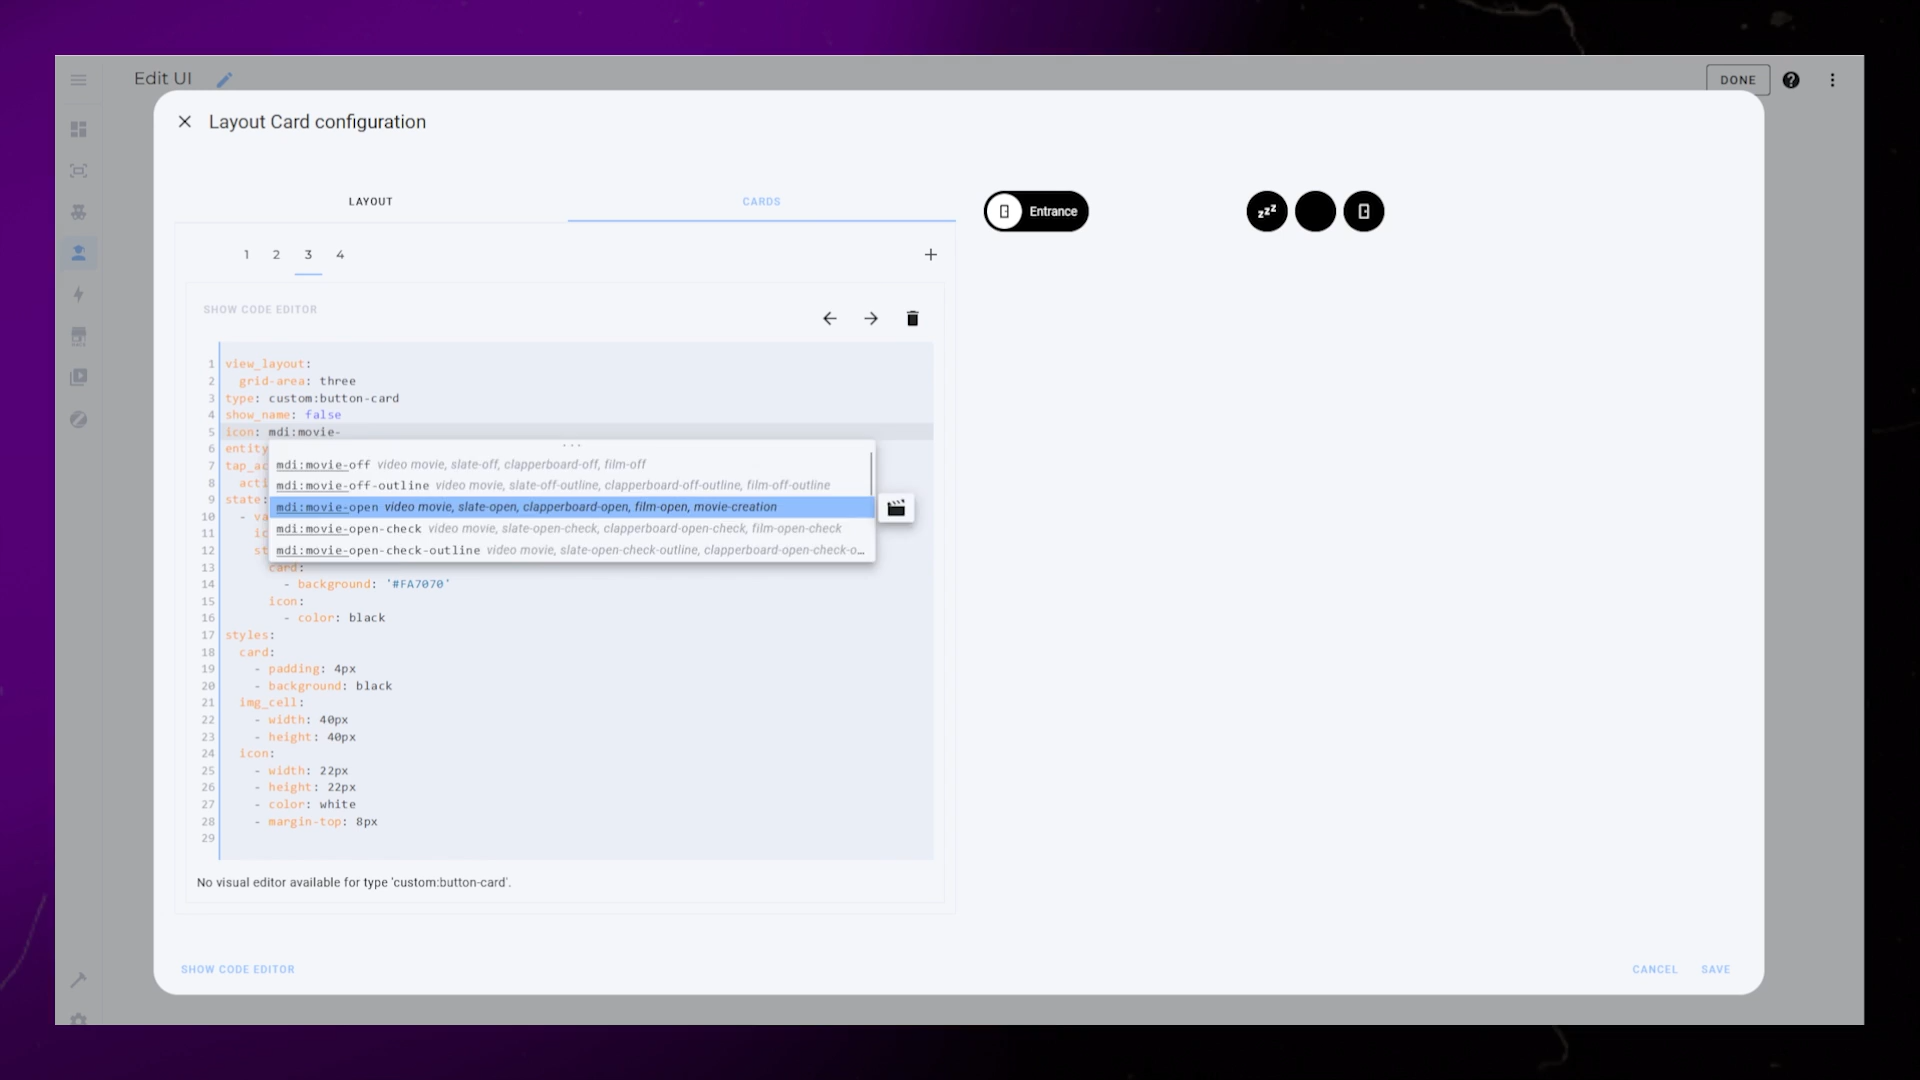 Edit UI
DONE
Layout Card configuration
LAYOUT
CARDS
Entrance
zzz
1 2 3 4
SHOW CODE EDITOR
1 view_layout:
2 grid-area: three
3 type: custom:button-card
4 show_name: false
5 icon: mdi:movie-
6 entity
...
mdi:movie-off video movie, slate-off, clapperboard-off, film-off
7 tap_ac
8 acti
mdi:movie-off-outline video movie, slate-off-outline, clapperboard-off-outline, film-off-outline
9 state:
mdi:movie-open video movie, slate-open, clapperboard-open, film-open, movie-creation
10 - va
11 ic
mdi:movie-open-check video movie, slate-open-check, clapperboard-open-check, film-open-check
12 st
mdi:movie-open-check-outline video movie, slate-open-check-outline, clapperboard-open-check-o...
13 card:
14 - background: '#FA7070'
15 icon:
16 - color: black
17 styles:
18 card:
19 - padding: 4px
20 - background: black
21 img_cell:
22 - width: 40px
23 - height: 40px
24 icon:
25 - width: 22px
26 - height: 22px
27 - color: white
28 - margin-top: 8px
29
No visual editor available for type 'custom:button-card'.
SHOW CODE EDITOR
CANCEL
SAVE